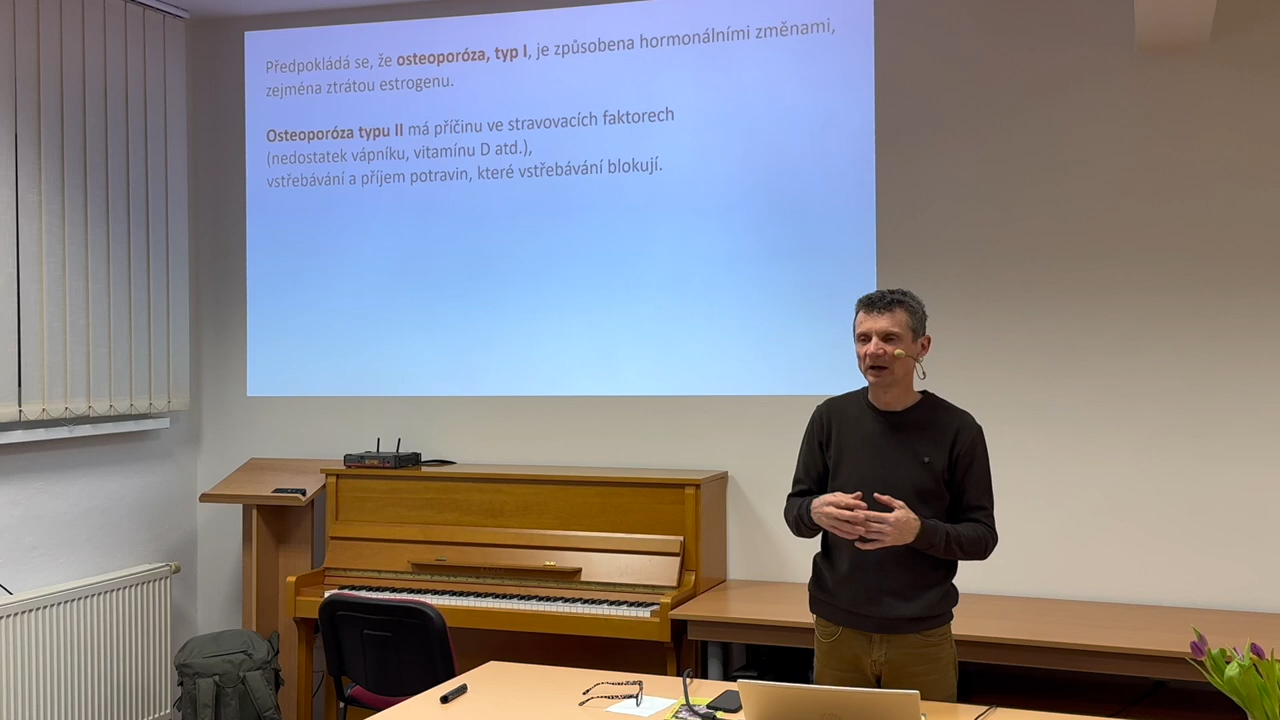 Předpokládá se, že osteoporóza, typ I, je způsobena hormonálními změnami,
zejména ztrátou estrogenu.
Osteoporóza typu II má příčinu ve stravovacích faktorech
(nedostatek vápníku, vitamínu D atd.),
vstřebávání a příjem potravin, které vstřebávání blokují.